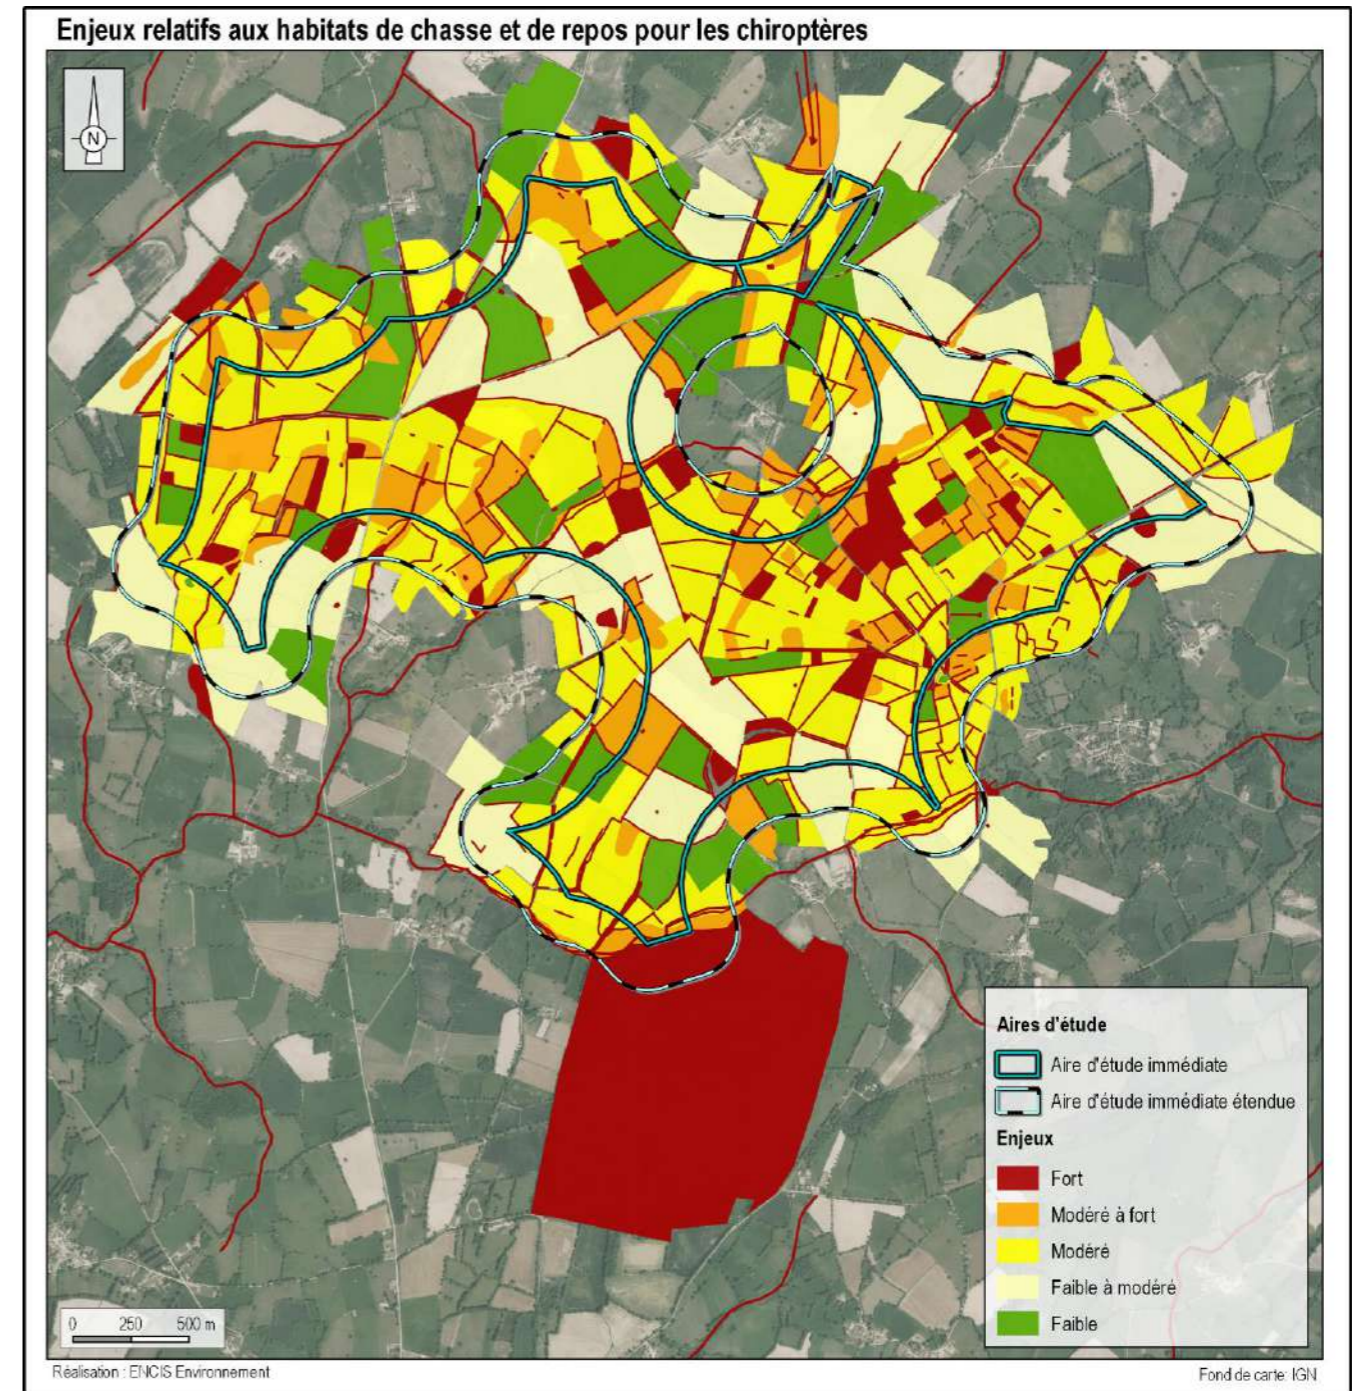 Enjeux relatifs aux habitats de chasse et de repos pour les chiroptères
N
Aires d'étude
Aire d'étude immédiate
Aire d'étude immédiate étendue
Enjeux
Fort
Modéré à fort
Modéré
Faible à modéré
Faible
0 250 500 m
Réalisation : ENCIS Environnement
Fond de carte: IGN